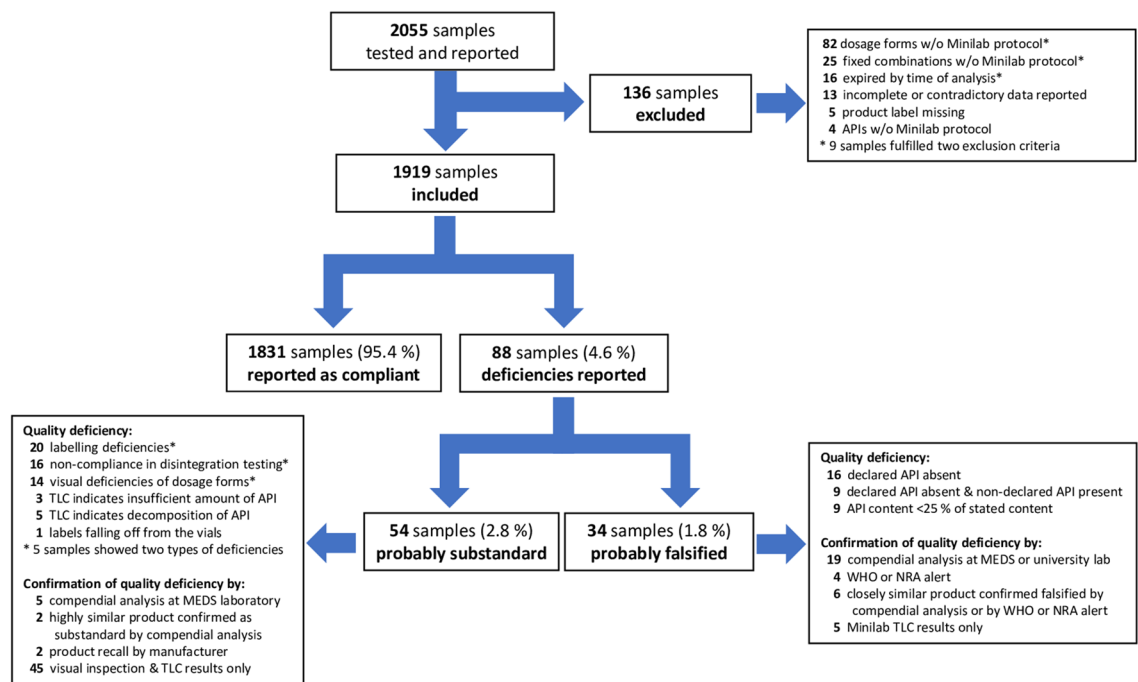 2055 samples
tested and reported
136 samples
excluded
82 dosage forms w/o Minilab protocol*
25 fixed combinations w/o Minilab protocol*
16 expired by time of analysis*
13 incomplete or contradictory data reported
5 product label missing
4 APIs w/o Minilab protocol
* 9 samples fulfilled two exclusion criteria
1919 samples
included
1831 samples (95.4 %)
reported as compliant
88 samples (4.6 %)
deficiencies reported
Quality deficiency:
20 labelling deficiencies*
16 non-compliance in disintegration testing*
14 visual deficiencies of dosage forms*
3 TLC indicates insufficient amount of API
5 TLC indicates decomposition of API
1 labels falling off from the vials
* 5 samples showed two types of deficiencies
Confirmation of quality deficiency by:
5 compendial analysis at MEDS laboratory
2 highly similar product confirmed as
substandard by compendial analysis
2 product recall by manufacturer
45 visual inspection & TLC results only
54 samples (2.8 %)
probably substandard
34 samples (1.8 %)
probably falsified
Quality deficiency:
16 declared API absent
9 declared API absent & non-declared API present
9 API content <25 % of stated content
Confirmation of quality deficiency by:
19 compendial analysis at MEDS or university lab
4 WHO or NRA alert
6 closely similar product confirmed falsified by
compendial analysis or by WHO or NRA alert
5 Minilab TLC results only